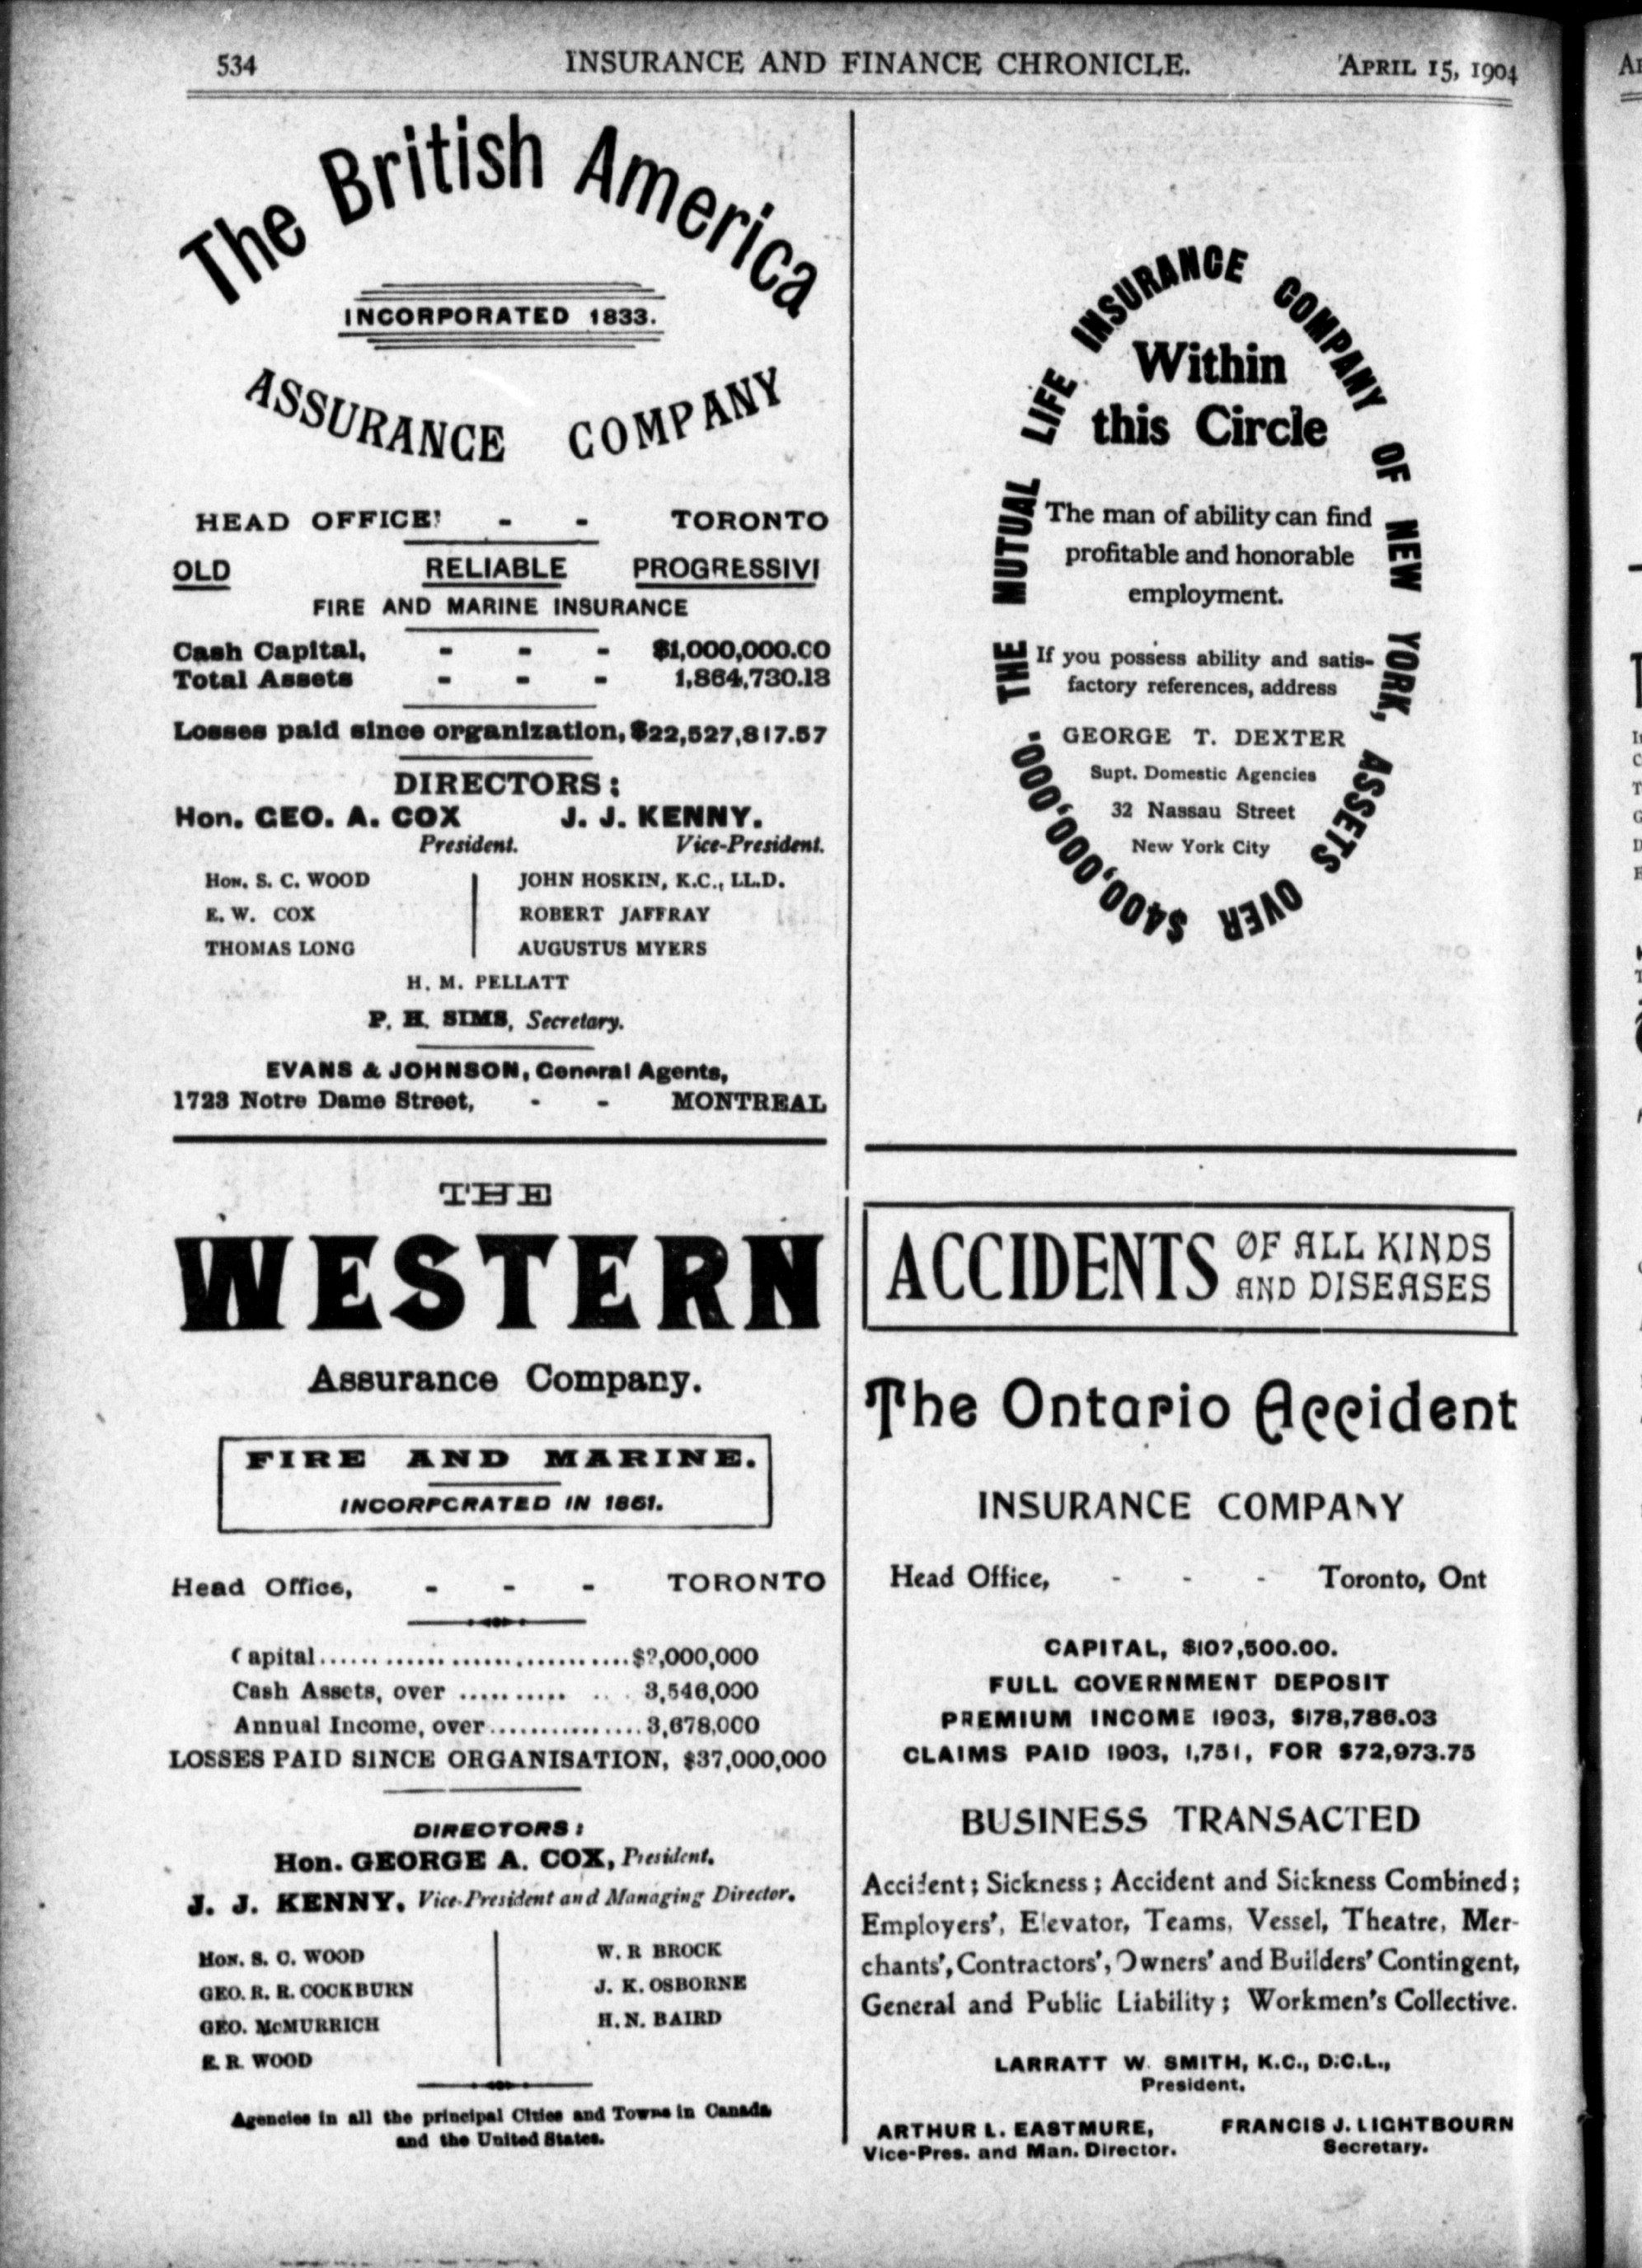 534 INSURANCE AND FINANCE CHRONICLE. APRIL 15, 1904
The British America
INCORPORATED 1833.
ASSURANCE COMPANY
HEAD OFFICE: - - TORONTO
OLD RELIABLE PROGRESSIVI
FIRE AND MARINE INSURANCE
Cash Capital, - - - $1,000,000.00
Total Assets - - - 1,864,730.13
Losses paid since organization, $22,527,817.57
DIRECTORS:
Hon. GEO. A. COX J. J. KENNY.
President. Vice-President.
HON. S. C. WOOD JOHN HOSKIN, K.C., LL.D.
E. W. COX ROBERT JAFFRAY
THOMAS LONG AUGUSTUS MYERS
H. M. PELLATT
P. H. SIMS, Secretary.
EVANS & JOHNSON, General Agents,
1723 Notre Dame Street, - - MONTREAL
THE
WESTERN
Assurance Company.
FIRE AND MARINE.
INCORPORATED IN 1851.
Head Office, - - - TORONTO
Capital...................................$2,000,000
Cash Assets, over .......... .. . 3,546,000
Annual Income, over................3,678,000
LOSSES PAID SINCE ORGANISATION, $37,000,000
DIRECTORS:
Hon. GEORGE A. COX, President.
J. J. KENNY, Vice-President and Managing Director.
HON. S. C. WOOD W. R BROCK
GEO. R. R. COCKBURN J. K. OSBORNE
GEO. McMURRICH H. N. BAIRD
E. R. WOOD
Agencies in all the principal Cities and Towns in Canada
and the United States.
THE MUTUAL LIFE INSURANCE COMPANY OF NEW YORK, ASSETS OVER $400,000,000.
Within
this Circle
The man of ability can find
profitable and honorable
employment.
If you possess ability and satis-
factory references, address
GEORGE T. DEXTER
Supt. Domestic Agencies
32 Nassau Street
New York City
ACCIDENTS OF ALL KINDS
AND DISEASES
The Ontario Accident
INSURANCE COMPANY
Head Office, - - - Toronto, Ont
CAPITAL, $102,500.00.
FULL GOVERNMENT DEPOSIT
PREMIUM INCOME 1903, $178,786.03
CLAIMS PAID 1903, 1,751, FOR $72,973.75
BUSINESS TRANSACTED
Accident; Sickness; Accident and Sickness Combined;
Employers', Elevator, Teams, Vessel, Theatre, Mer-
chants', Contractors', Owners' and Builders' Contingent,
General and Public Liability; Workmen's Collective.
LARRATT W. SMITH, K.C., D.C.L.,
President.
ARTHUR L. EASTMURE, FRANCIS J. LIGHTBOURN
Vice-Pres. and Man. Director. Secretary.